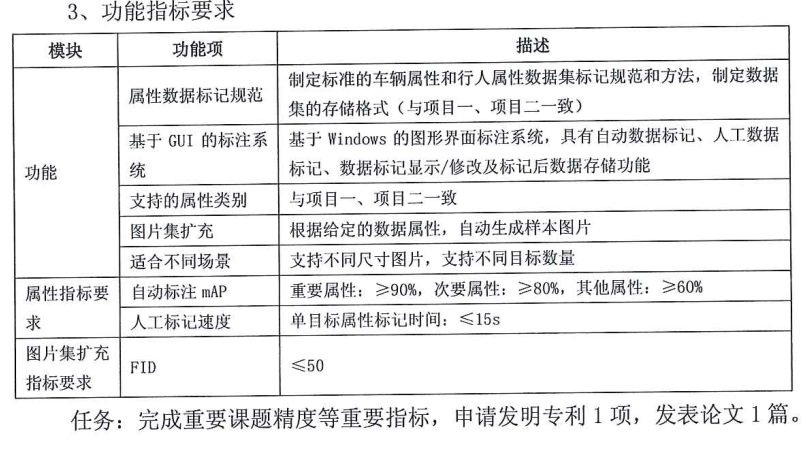 3、功能指标要求
模块 功能项 描述
属性数据标记规范 制定标准的车辆属性和行人属性数据集标记规范和方法，制定数据
集的存储格式（与项目一、项目二一致）
基于 GUI 的标注系 基于 Windows 的图形界面标注系统，具有自动数据标记、人工数据
功能 统 标记、数据标记显示/修改及标记后数据存储功能
支持的属性类别 与项目一、项目二一致
图片集扩充 根据给定的数据属性，自动生成样本图片
适合不同场景 支持不同尺寸图片，支持不同目标数量
属性指标要 自动标注 mAP 重要属性：≥90%，次要属性：≥80%，其他属性：≥60%
求 人工标记速度 单目标属性标记时间：≤15s
图片集扩充
指标要求 FID ≤50
任务：完成重要课题精度等重要指标，申请发明专利 1 项，发表论文 1 篇。